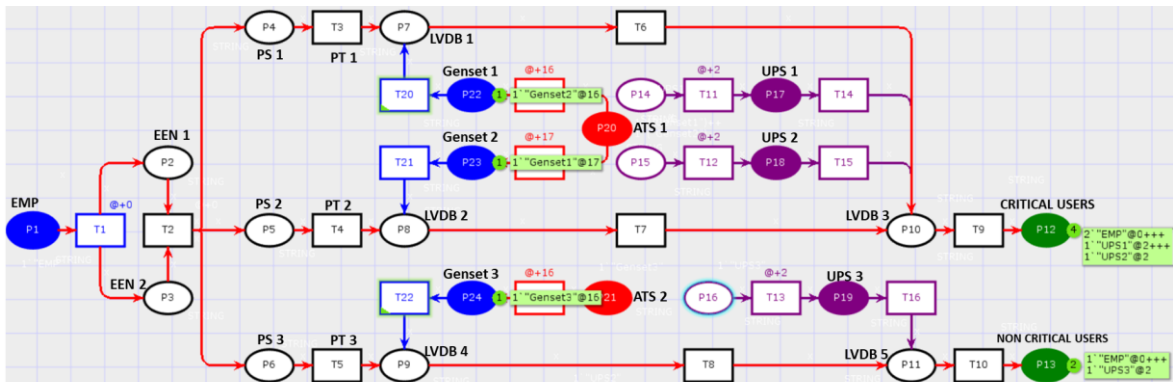 P4 T3 P7 T6
PS 1 PT 1 LVDB 1
Genset 1 @+16 @+2 UPS 1
T20 P22 1 1`"Genset2"@16 P14 T11 P17 T14
P20 ATS 1
EEN 1 Genset 2 @+17 @+2 UPS 2
P2 T21 P23 1 1`"Genset1"@17 P15 T12 P18 T15
EMP @+0 PS 2 PT 2 LVDB 2 LVDB 3 CRITICAL USERS
P1 T1 T2 P5 T4 P8 T7 P10 T9 P12 4
2`"EMP"@0+++
1`"UPS1"@2+++
1`"UPS2"@2
EEN 2 Genset 3 @+16 @+2 UPS 3
P3 T22 P24 1 1`"Genset3"@16 P21 ATS 2 P16 T13 P19 T16
PS 3 PT 3 LVDB 4 LVDB 5 NON CRITICAL USERS
P6 T5 P9 T8 P11 T10 P13 2
1`"EMP"@0+++
1`"UPS3"@2